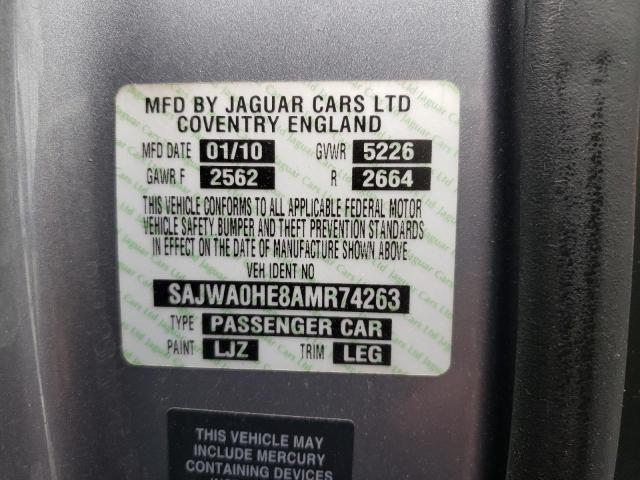 MFD BY JAGUAR CARS LTD
COVENTRY ENGLAND
MFD DATE 01/10 GVWR 5226
GAWR F 2562 R 2664
THIS VEHICLE CONFORMS TO ALL APPLICABLE FEDERAL MOTOR
VEHICLE SAFETY BUMPER AND THEFT PREVENTION STANDARDS
IN EFFECT ON THE DATE OF MANUFACTURE SHOWN ABOVE
VEH IDENT NO
SAJWA0HE8AMR74263
TYPE PASSENGER CAR
PAINT LJZ TRIM LEG
THIS VEHICLE MAY
INCLUDE MERCURY
CONTAINING DEVICES